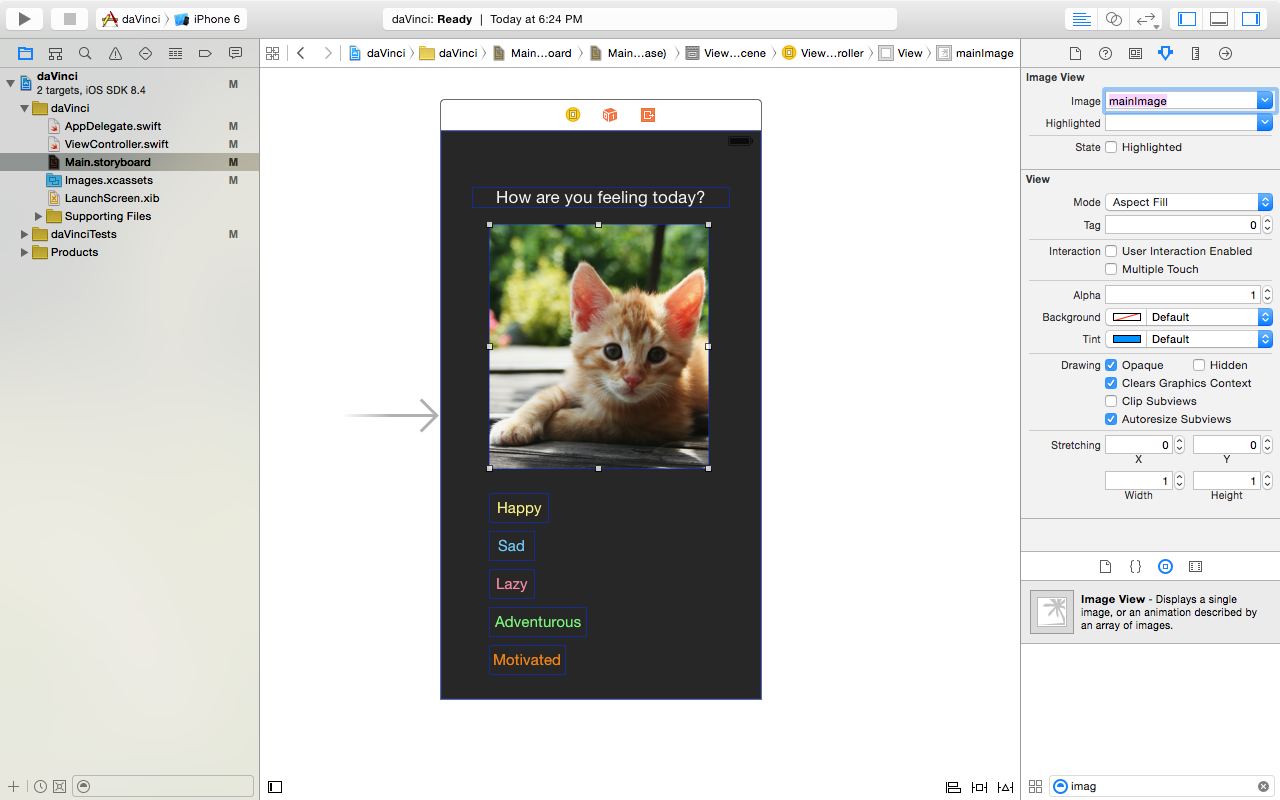 daVinci › iPhone 6
daVinci: Ready | Today at 6:24 PM
daVinci
2 targets, iOS SDK 8.4
M
daVinci
AppDelegate.swift M
ViewController.swift M
Main.storyboard M
Images.xcassets M
LaunchScreen.xib
Supporting Files
daVinciTests M
Products
daVinci
daVinci
Main...oard
Main...ase)
View...cene
View...roller
View
mainImage
How are you feeling today?
Happy
Sad
Lazy
Adventurous
Motivated
Image View
Image mainImage
Highlighted
State Highlighted
View
Mode Aspect Fill
Tag 0
Interaction User Interaction Enabled
Multiple Touch
Alpha 1
Background Default
Tint Default
Drawing Opaque Hidden
Clears Graphics Context
Clip Subviews
Autoresize Subviews
Stretching 0 0
X Y
1 1
Width Height
{}
Image View - Displays a single
image, or an animation described by
an array of images.
imag